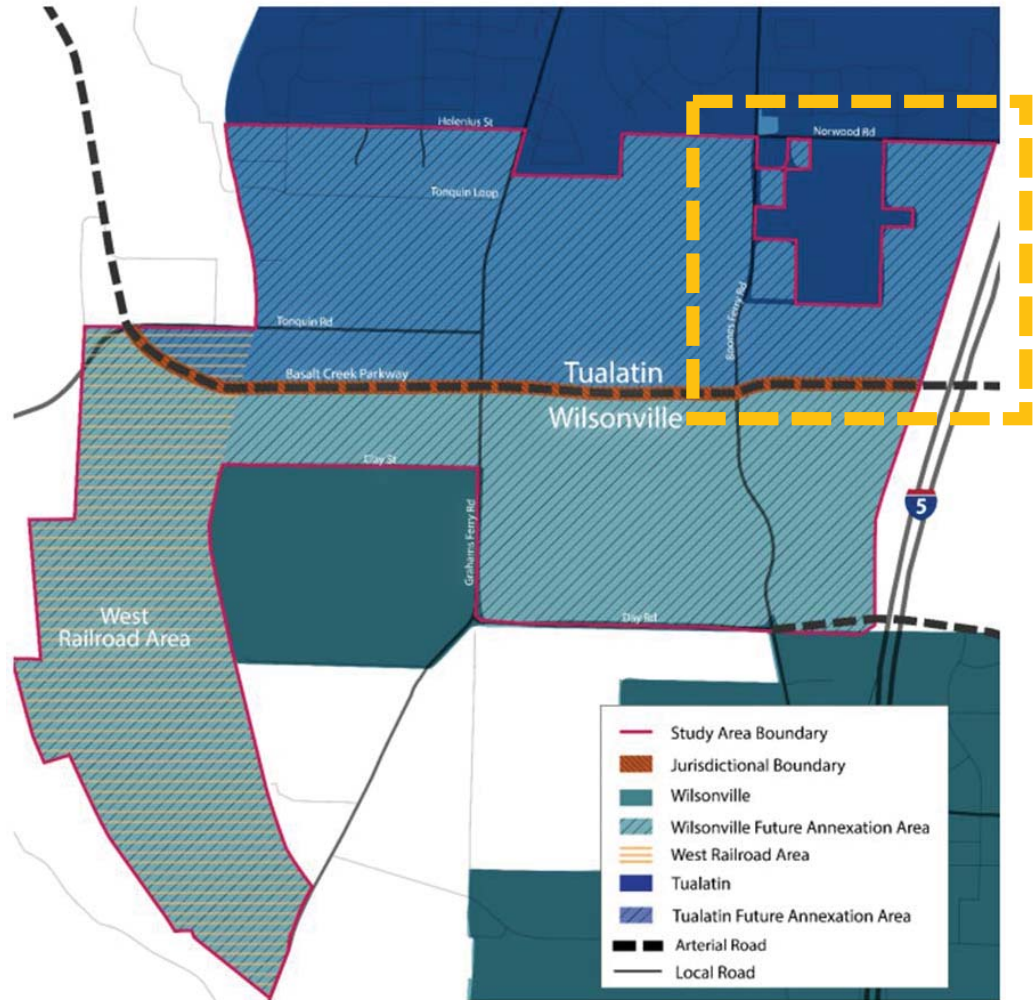 Helenius St
Norwood Rd
Tonquin Loop
Boones Ferry Rd
Tonquin Rd
Basalt Creek Parkway
Tualatin
Wilsonville
Clay St
Grahams Ferry Rd
5
West
Railroad Area
Day Rd
Study Area Boundary
Jurisdictional Boundary
Wilsonville
Wilsonville Future Annexation Area
West Railroad Area
Tualatin
Tualatin Future Annexation Area
Arterial Road
Local Road